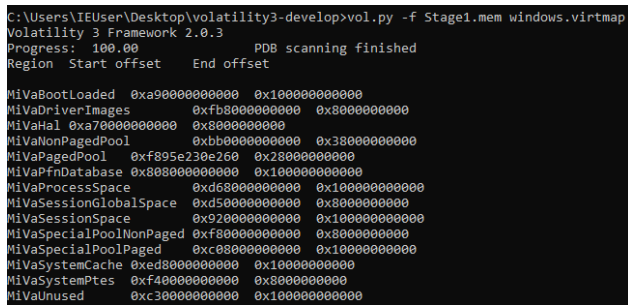 C:\Users\IEUser\Desktop\volatility3-develop>vol.py -f Stage1.mem windows.virtmap
Volatility 3 Framework 2.0.3
Progress:  100.00               PDB scanning finished
Region  Start offset    End offset
MiVaBootLoaded  0xa90000000000  0x100000000000
MiVaDriverImages        0xfb8000000000  0x8000000000
MiVaHal 0xa70000000000  0x8000000000
MiVaNonPagedPool        0xbb0000000000  0x38000000000
MiVaPagedPool   0xf895e230e260  0x28000000000
MiVaPfnDatabase 0x808000000000  0x100000000000
MiVaProcessSpace        0xd68000000000  0x100000000000
MiVaSessionGlobalSpace  0xd50000000000  0x8000000000
MiVaSessionSpace        0x920000000000  0x100000000000
MiVaSpecialPoolNonPaged 0xf80000000000  0x8000000000
MiVaSpecialPoolPaged    0xc08000000000  0x10000000000
MiVaSystemCache 0xed8000000000  0x10000000000
MiVaSystemPtes  0xf40000000000  0x8000000000
MiVaUnused      0xc30000000000  0x100000000000